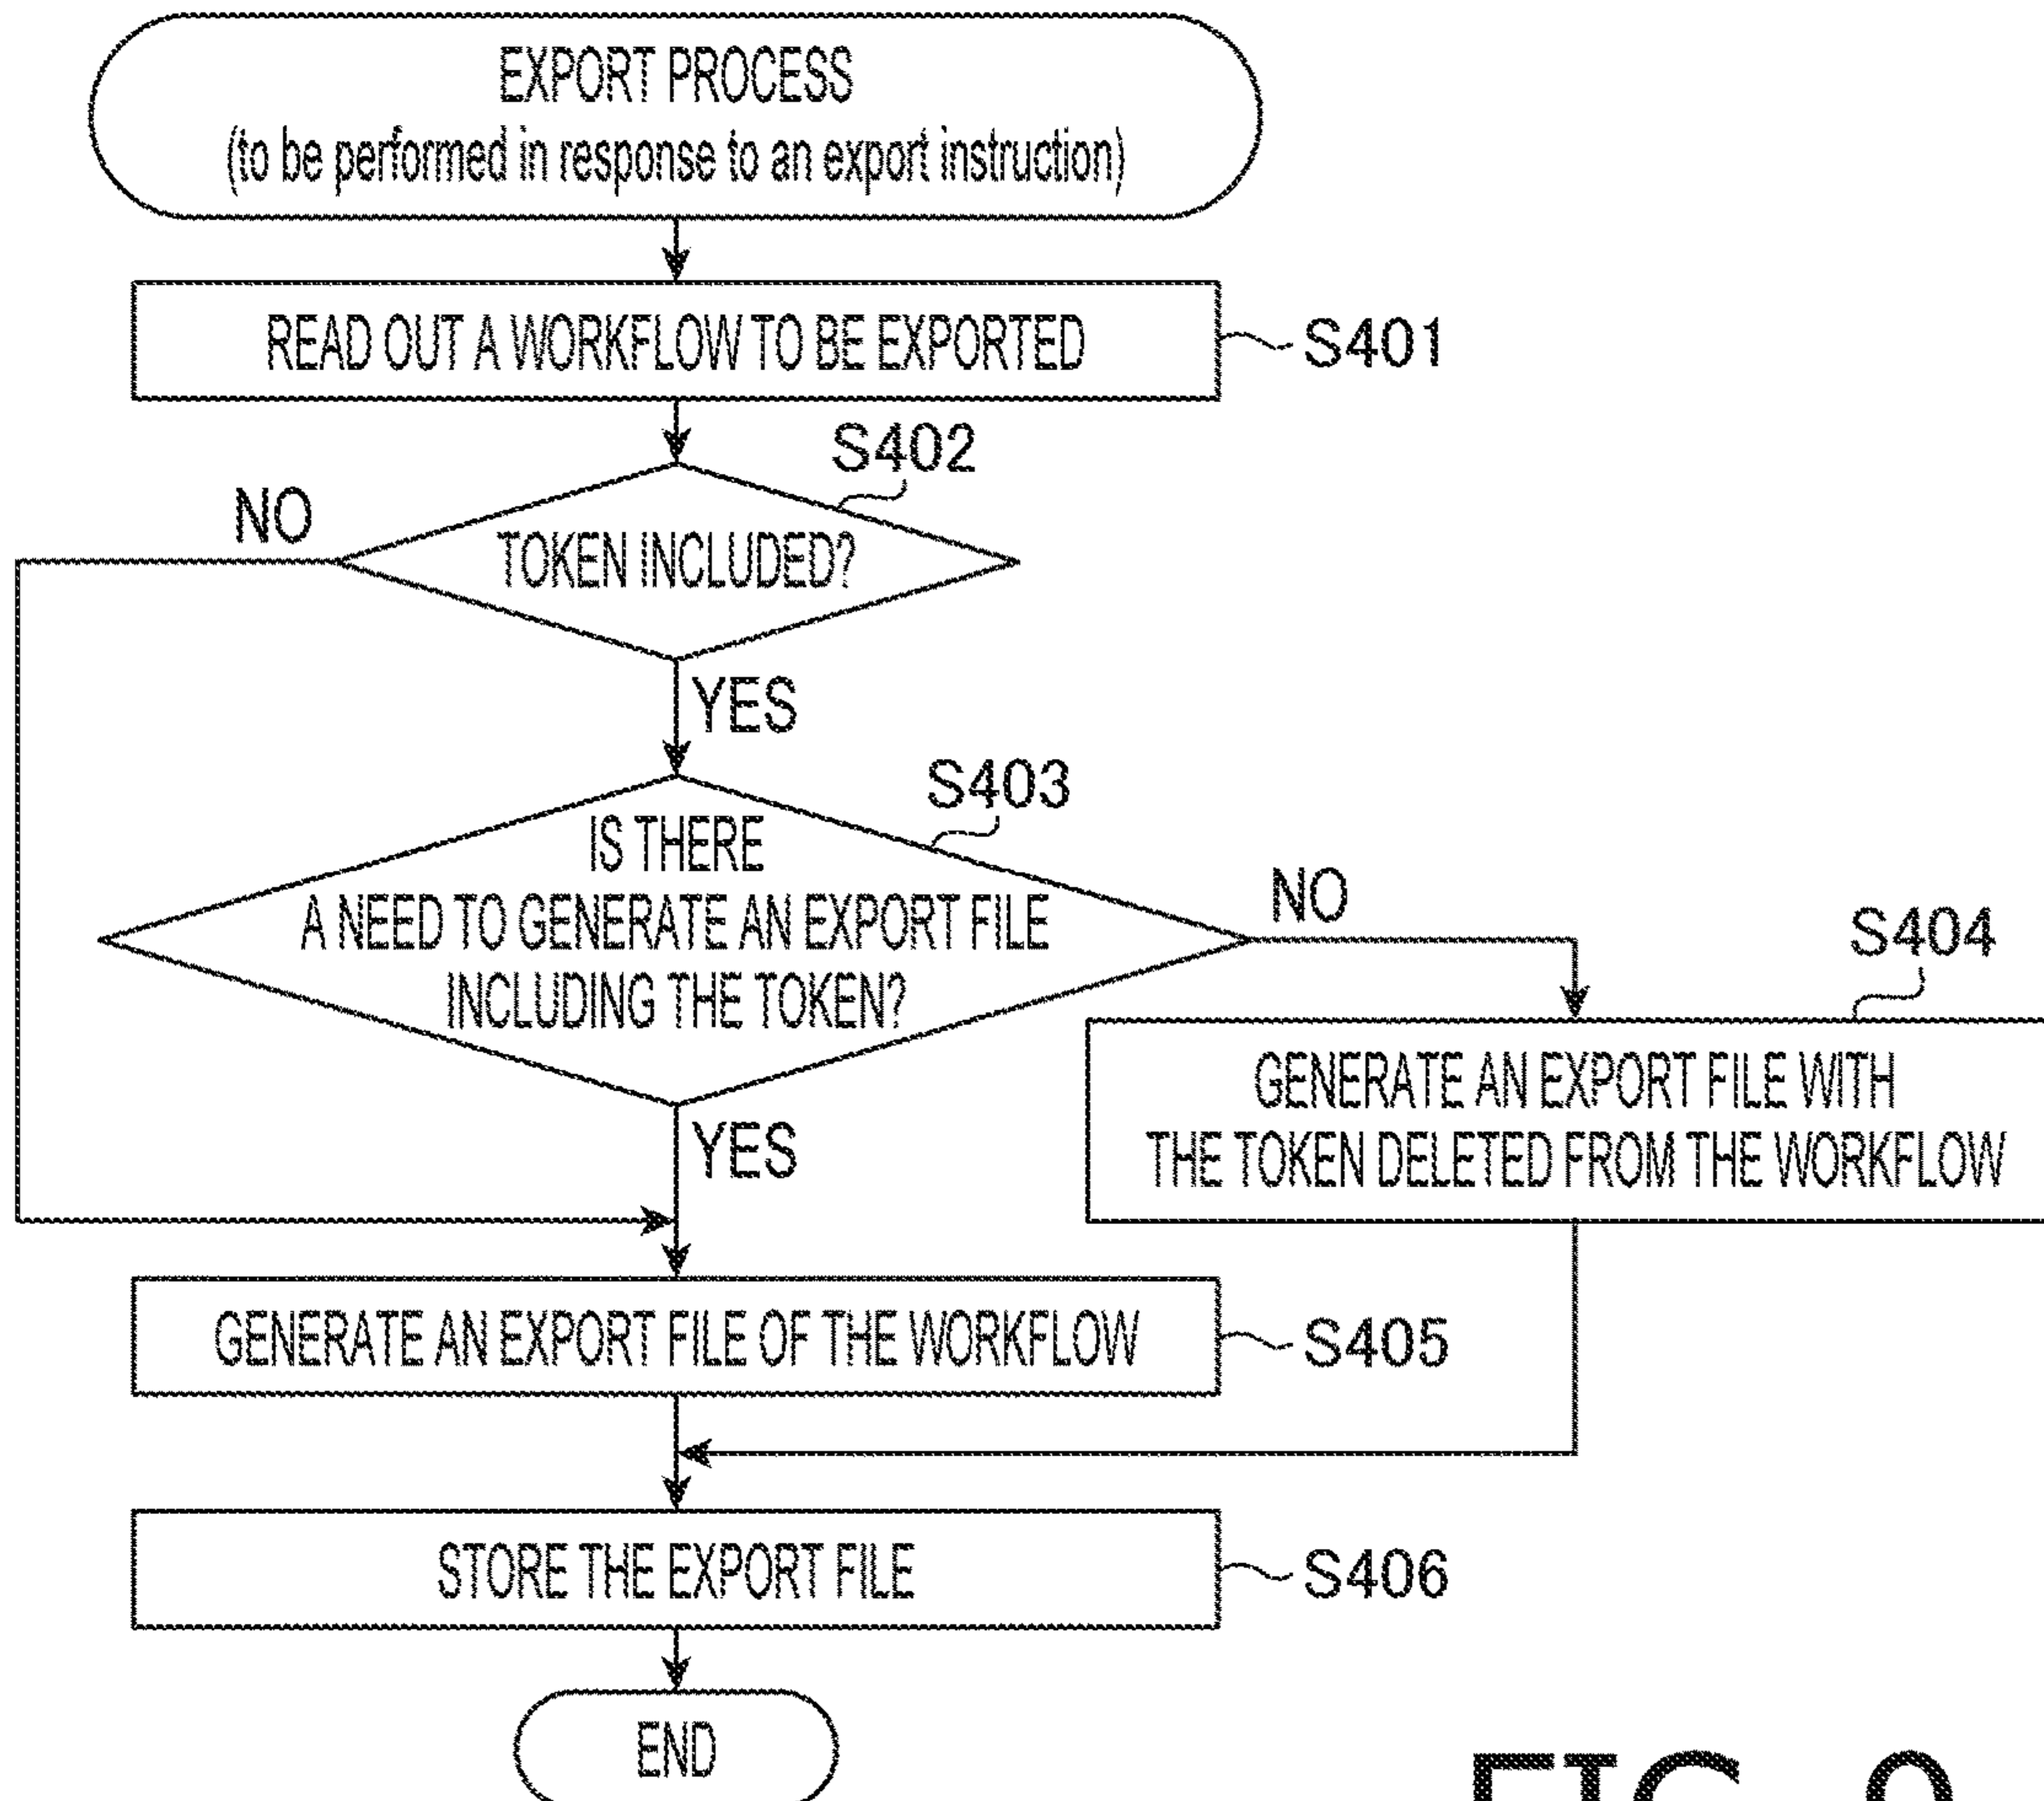 EXPORT PROCESS
(to be performed in response to an export instruction)
READ OUT A WORKFLOW TO BE EXPORTED
S401
S402
NO
TOKEN INCLUDED?
YES
S403
IS THERE
A NEED TO GENERATE AN EXPORT FILE
INCLUDING THE TOKEN?
NO
S404
GENERATE AN EXPORT FILE WITH
THE TOKEN DELETED FROM THE WORKFLOW
YES
GENERATE AN EXPORT FILE OF THE WORKFLOW
S405
STORE THE EXPORT FILE
S406
END
FIG.